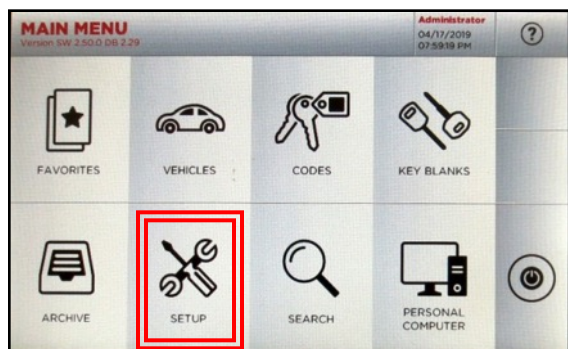 MAIN MENU
Version SW 2.50.0 DB 2.29
Administrator
04/17/2019
07:59:19 PM
?
FAVORITES
VEHICLES
CODES
KEY BLANKS
ARCHIVE
SETUP
SEARCH
PERSONAL
COMPUTER